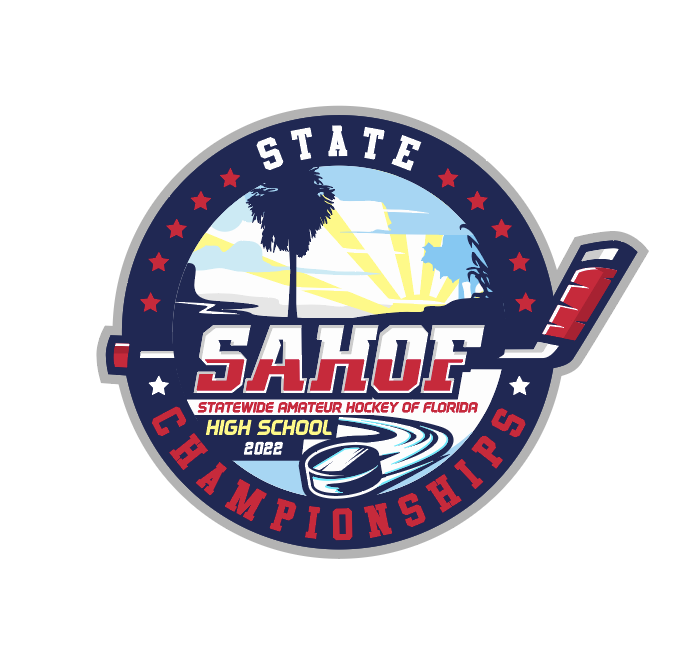 STATE
SAHOF
STATEWIDE AMATEUR HOCKEY OF FLORIDA
HIGH SCHOOL
2022
CHAMPIONSHIPS